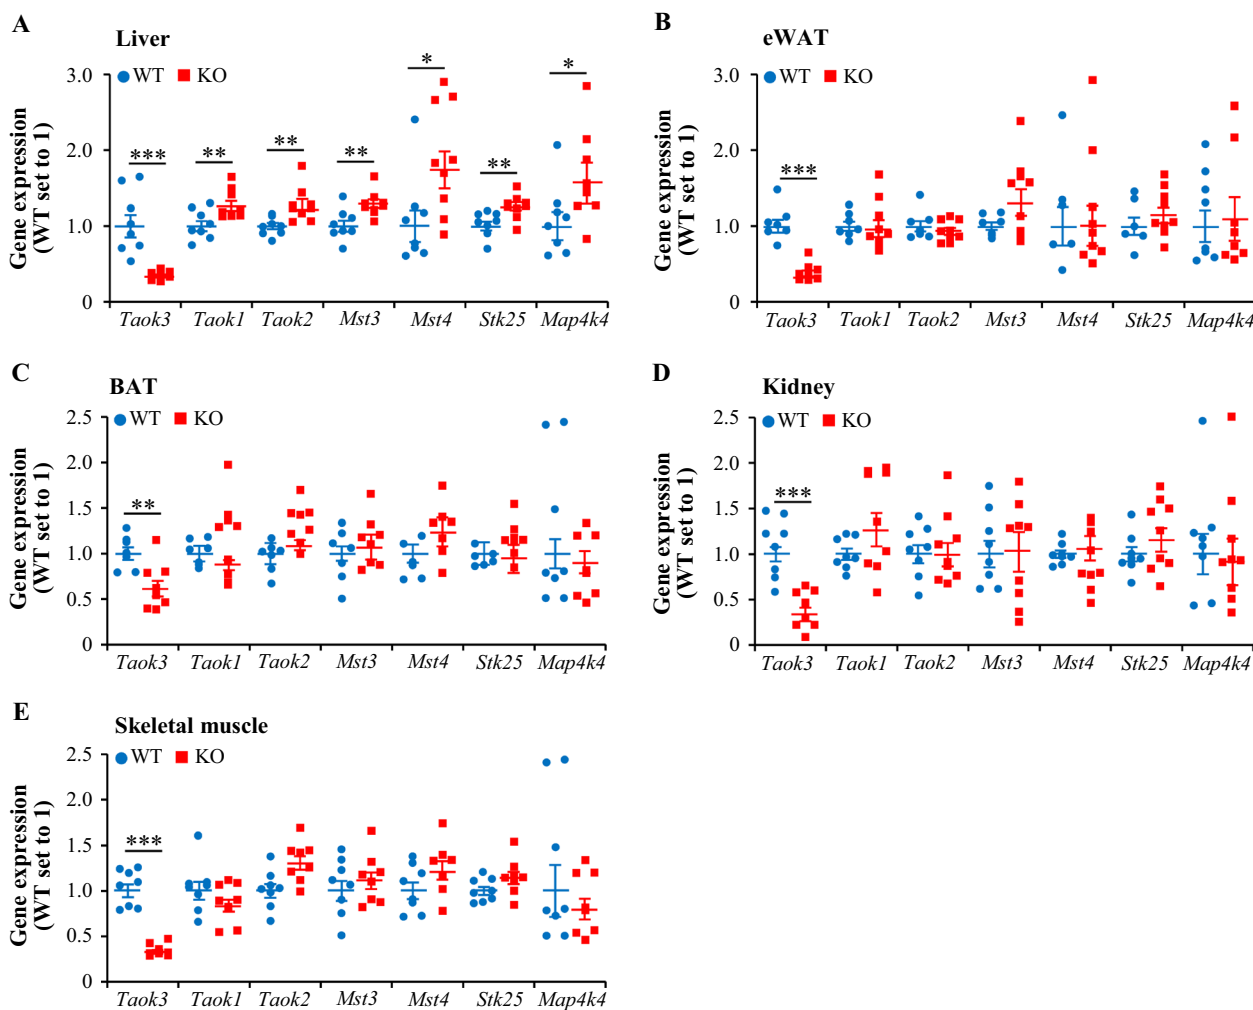 A
Liver
WT KO
Gene expression
(WT set to 1)
3.0
2.0
1.0
0
*** ** ** ** * ** *
Taok3 Taok1 Taok2 Mst3 Mst4 Stk25 Map4k4
B
eWAT
WT KO
Gene expression
(WT set to 1)
3.0
2.0
1.0
0
***
Taok3 Taok1 Taok2 Mst3 Mst4 Stk25 Map4k4
C
BAT
WT KO
Gene expression
(WT set to 1)
2.5
2.0
1.5
1.0
0.5
0
**
Taok3 Taok1 Taok2 Mst3 Mst4 Stk25 Map4k4
D
Kidney
WT KO
Gene expression
(WT set to 1)
2.5
2.0
1.5
1.0
0.5
0
***
Taok3 Taok1 Taok2 Mst3 Mst4 Stk25 Map4k4
E
Skeletal muscle
WT KO
Gene expression
(WT set to 1)
2.5
2.0
1.5
1.0
0.5
0
***
Taok3 Taok1 Taok2 Mst3 Mst4 Stk25 Map4k4